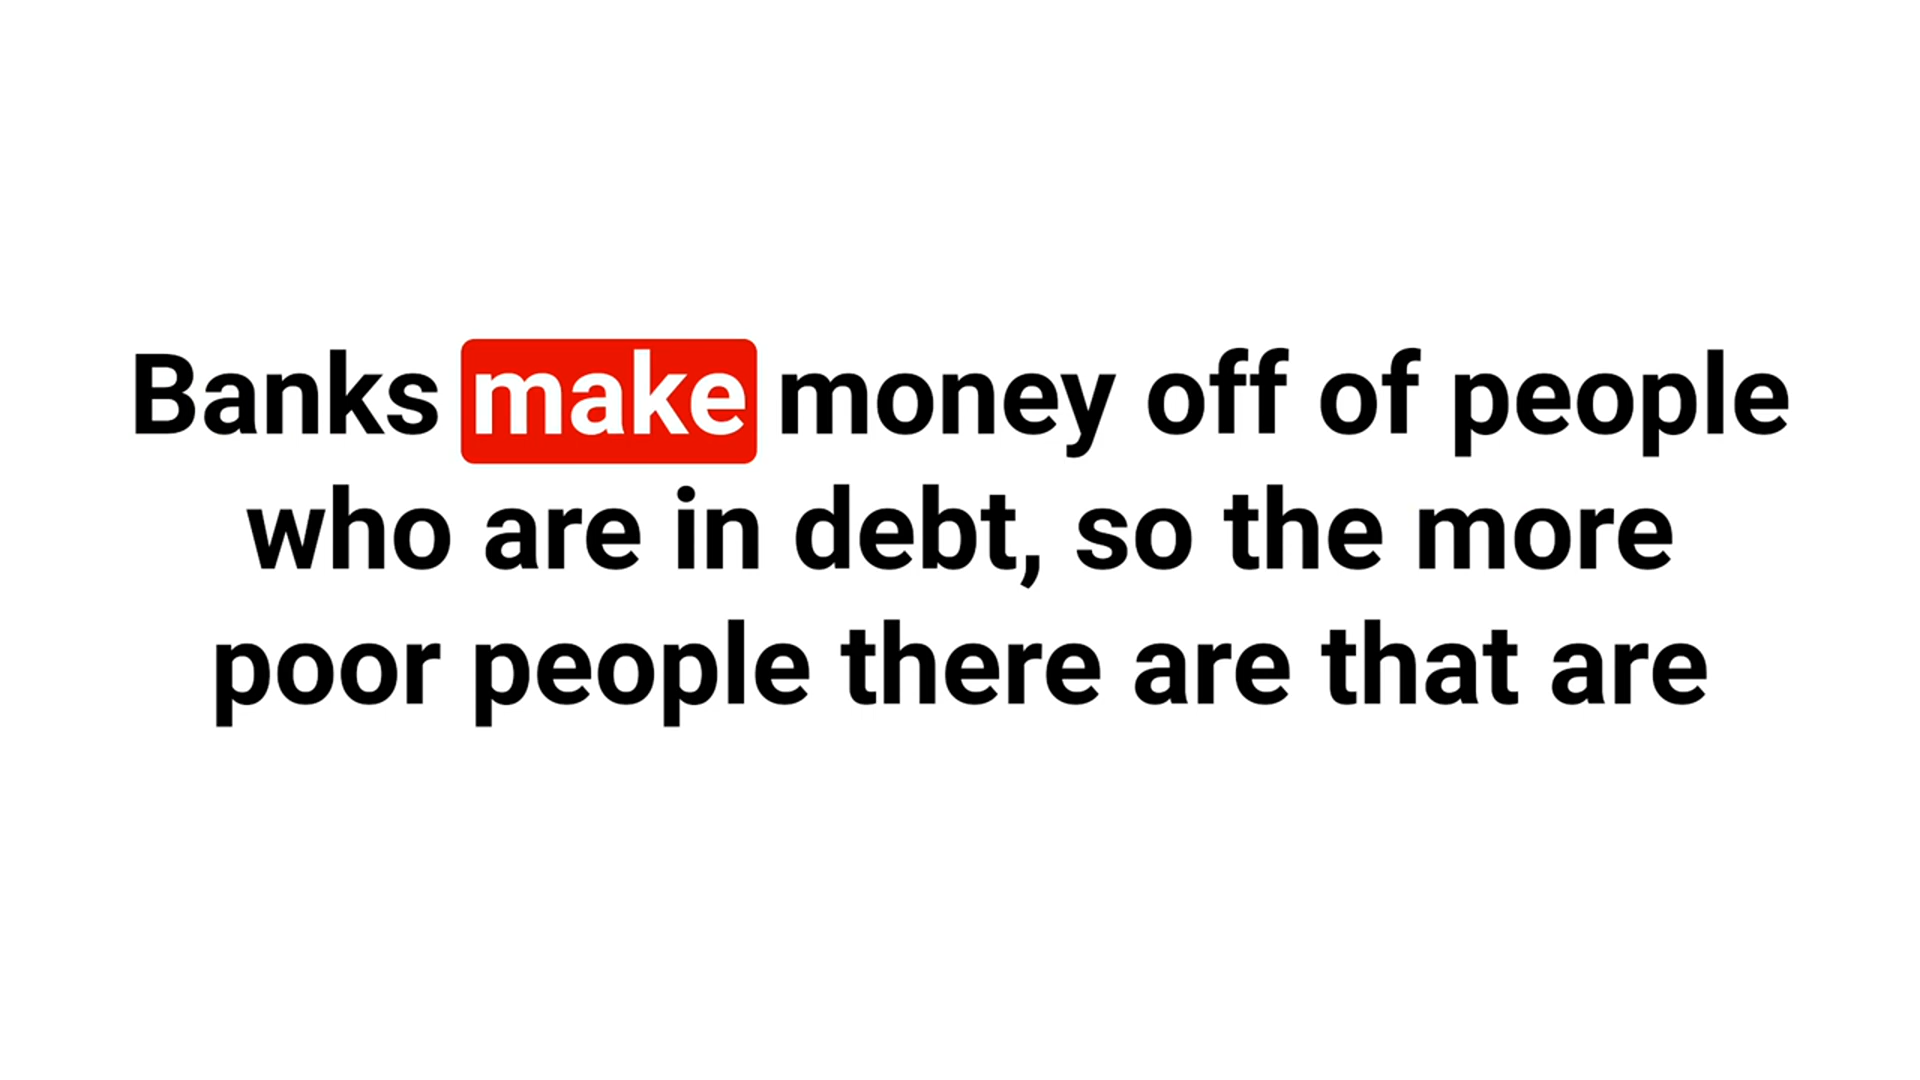 Banks make money off of people
who are in debt, so the more
poor people there are that are